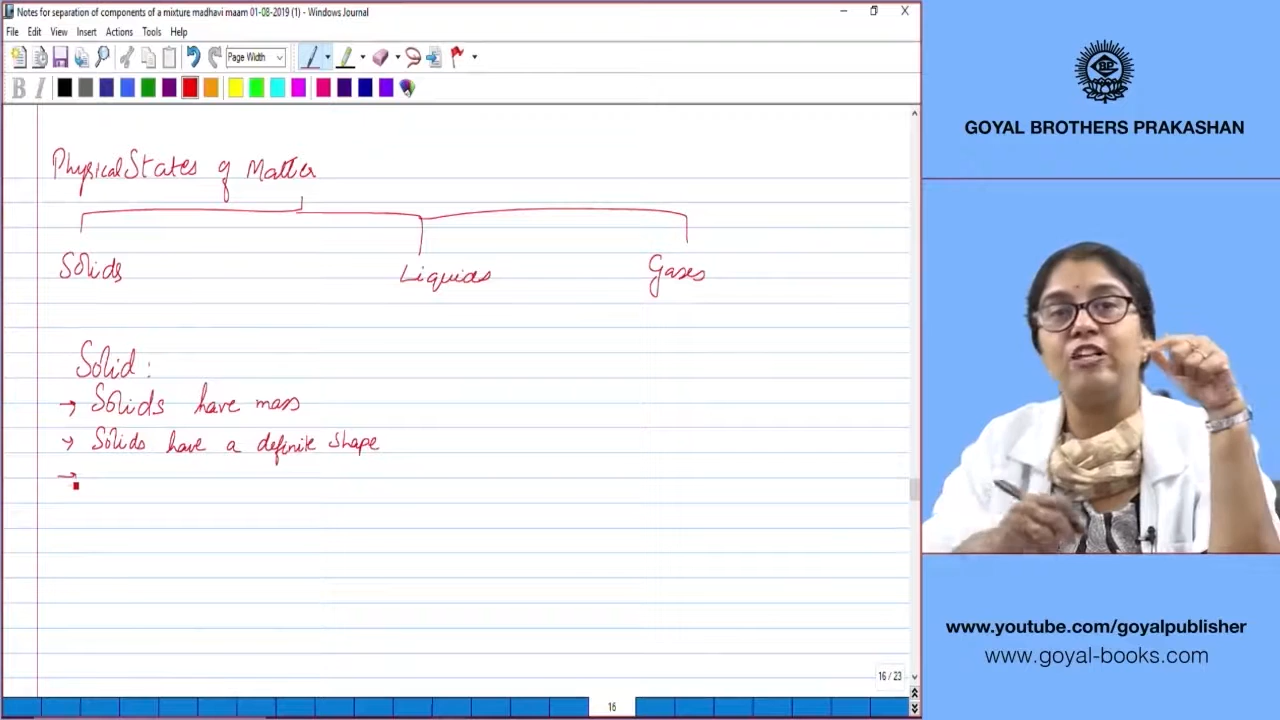 Notes for separation of components of a mixture madhavi maam 01-08-2019 (1) - Windows Journal
File Edit View Insert Actions Tools Help
Page Width
B I
Physical States of Matter
Solids Liquids Gases
Solid :
→ Solids have mass
→ Solids have a definite shape
→
16 / 23
16
GOYAL BROTHERS PRAKASHAN
www.youtube.com/goyalpublisher
www.goyal-books.com